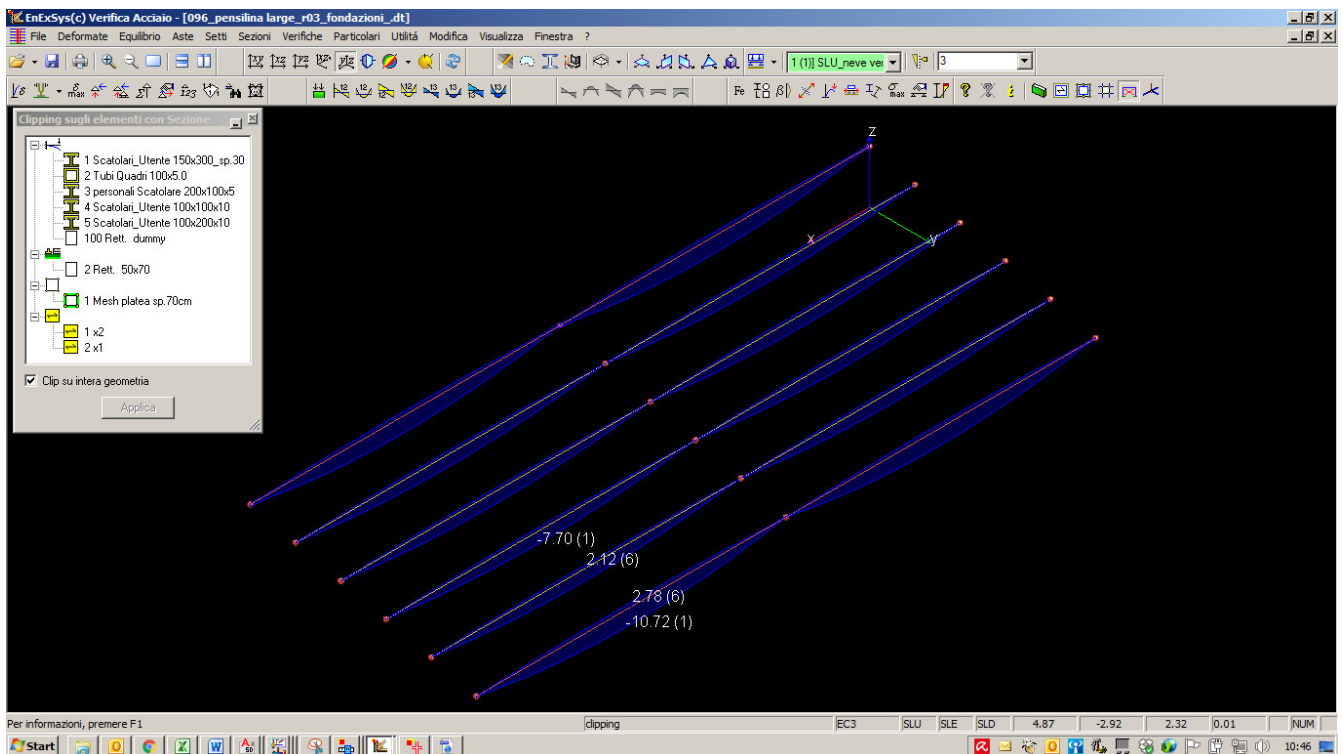 EnExSys(c) Verifica Acciaio - [096_pensilina large_r03_fondazioni_.dt]
File Deformate Equilibrio Aste Setti Sezioni Verifiche Particolari Utilità Modifica Visualizza Finestra ?
1 (1)] SLU_neve ve
3
Clipping sugli elementi con Sezione
1 Scatolari_Utente 150x300_sp.30
2 Tubi Quadri 100x5.0
3 personali Scatolare 200x100x5
4 Scatolari_Utente 100x100x10
5 Scatolari_Utente 100x200x10
100 Rett. dummy
2 Rett. 50x70
1 Mesh platea sp.70cm
1 x2
2 x1
Clip su intera geometria
Applica
Z
x
y
-7.70 (1)
2.12 (6)
2.78 (6)
-10.72 (1)
Per informazioni, premere F1 clipping EC3 SLU SLE SLD 4.87 -2.92 2.32 0.01 NUM
Start 10:46